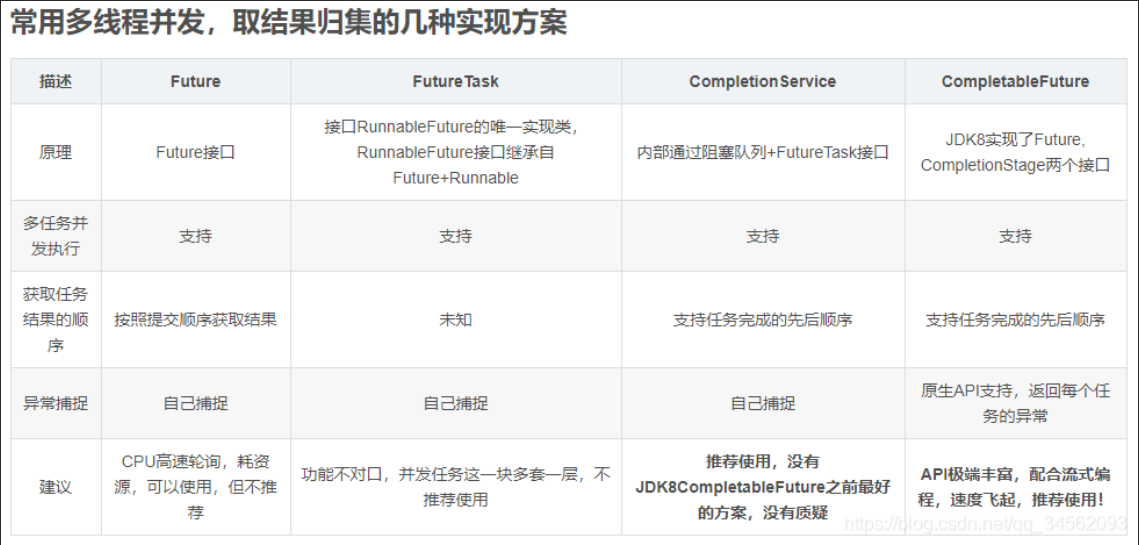 常用多线程并发，取结果归集的几种实现方案
描述
Future
FutureTask
CompletionService
CompletableFuture
原理
Future接口
接口RunnableFuture的唯一实现类，
RunnableFuture接口继承自
Future+Runnable
内部通过阻塞队列+FutureTask接口
JDK8实现了Future,
CompletionStage两个接口
多任务并
发执行
支持
支持
支持
支持
获取任务
结果的顺
序
按照提交顺序获取结果
未知
支持任务完成的先后顺序
支持任务完成的先后顺序
异常捕捉
自己捕捉
自己捕捉
自己捕捉
原生API支持，返回每个任
务的异常
建议
CPU高速轮询，耗资
源，可以使用，但不推
荐
功能不对口，并发任务这一块多套一层，不
推荐使用
推荐使用，没有
JDK8CompletableFuture之前最好
的方案，没有质疑
API极端丰富，配合流式编
程，速度飞起，推荐使用！
https://blog.csdn.net/qq_34562093